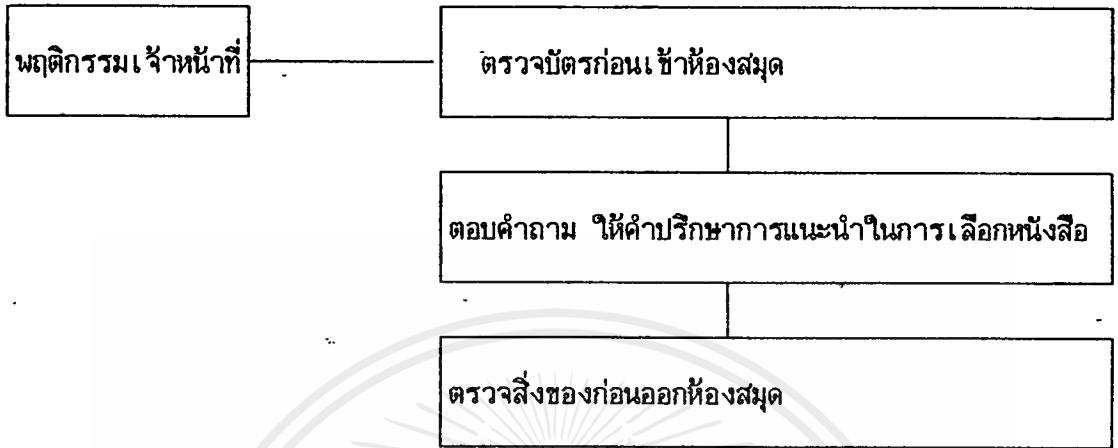 พฤติกรรมเจ้าหน้าที่
ตรวจบัตรก่อนเข้าห้องสมุด
ตอบคำถาม ให้คำปรึกษาการแนะนำในการเลือกหนังสือ
ตรวจสิ่งของก่อนออกห้องสมุด